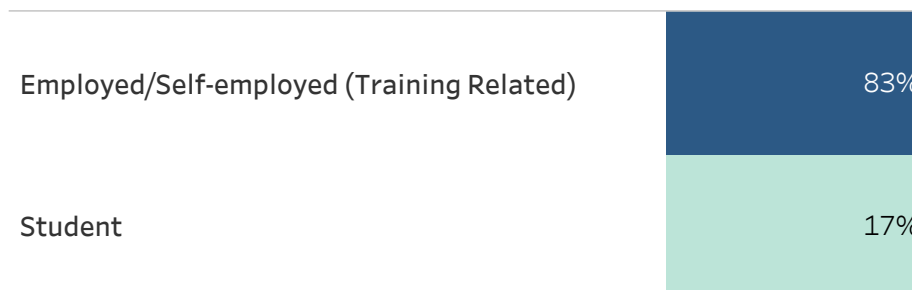 Employed/Self-employed (Training Related) 83%
Student 17%